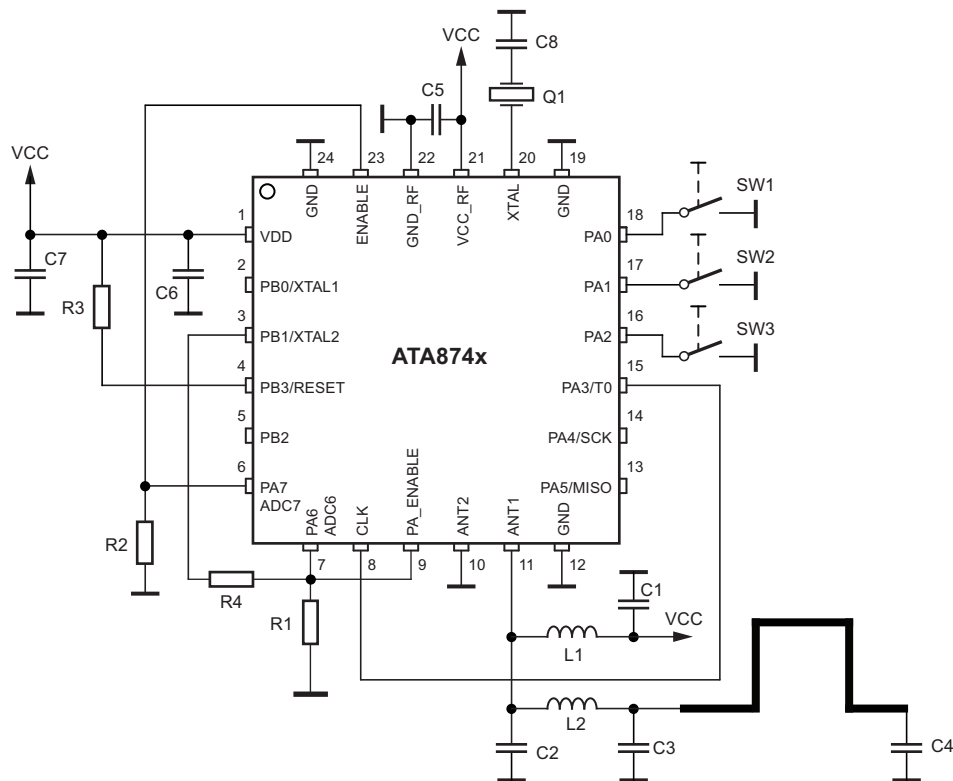 C8
VCC
C5
Q1
VCC
24
23
22
21
20
19
GND
ENABLE
GND_RF
VCC_RF
XTAL
GND
1
VDD
18
PA0
SW1
C7
C6
R3
2
PB0/XTAL1
17
PA1
SW2
3
PB1/XTAL2
16
PA2
SW3
ATA874x
4
PB3/RESET
15
PA3/T0
5
PB2
14
PA4/SCK
6
PA7
ADC7
13
PA5/MISO
PA6
ADC6
CLK
PA_ENABLE
ANT2
ANT1
GND
R2
7
8
9
10
11
12
R4
R1
C1
VCC
L1
L2
C2
C3
C4